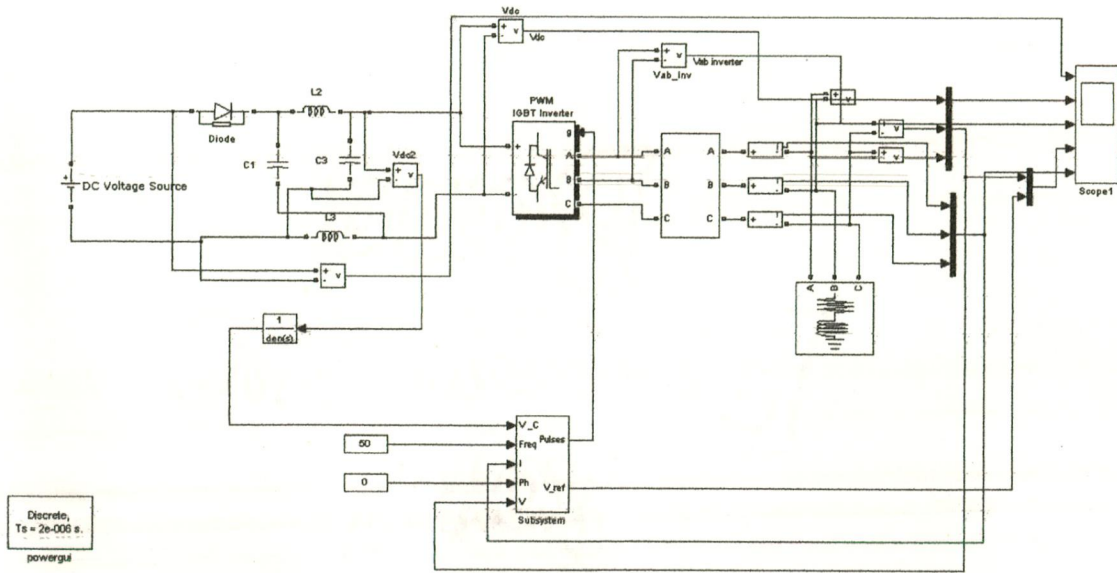 Vdc
+
v
-
Vdc
+
v
-
Vab inverter
Vab_Inv
L2
PWM
IGBT Inverter
g
+
A
B
-
C
Diode
C1
C3
+
v
-
Vdc2
DC Voltage Source
+
L3
+
v
-
A
B
C
A
B
C
+
v
-
v
+
v
-
Scope1
A
B
C
1
den(s)
V_C
Freq
I
Ph
V
Pulses
V_ref
Subsystem
50
0
Discrete,
Ts = 2e-006 s.
powergui